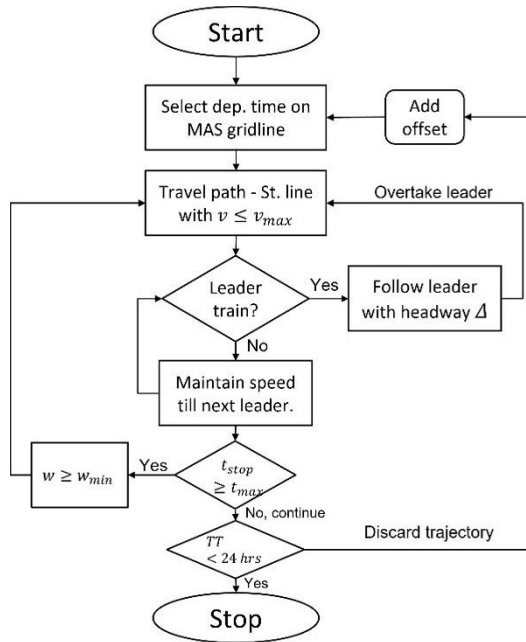 Start
Select dep. time on
MAS gridline
Add
offset
Travel path - St. line
with v ≤ v_max
Overtake leader
Leader
train?
Yes
Follow leader
with headway Δ
No
Maintain speed
till next leader.
w ≥ w_min
Yes
t_stop
≥ t_max
No, continue
TT
< 24 hrs
Discard trajectory
Yes
Stop